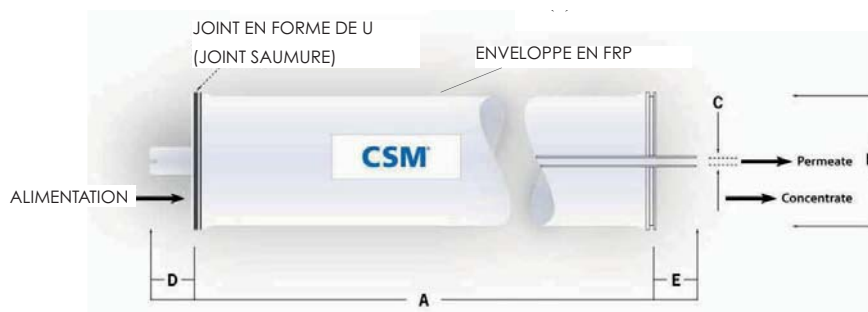 JOINT EN FORME DE U
(JOINT SAUMURE)
ENVELOPPE EN FRP
C
CSM
Permeate
ALIMENTATION
Concentrate
D
E
A